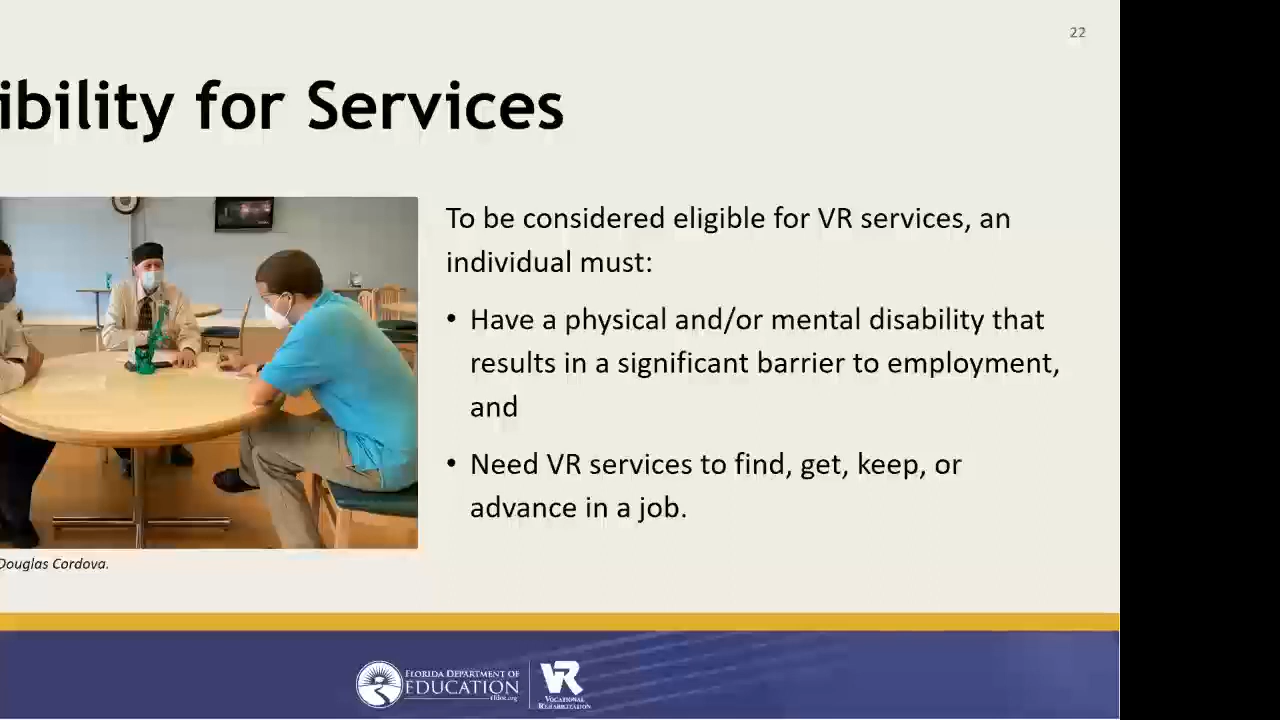 22
ibility for Services
To be considered eligible for VR services, an
individual must:
• Have a physical and/or mental disability that
results in a significant barrier to employment,
and
• Need VR services to find, get, keep, or
advance in a job.
Douglas Cordova.
FLORIDA DEPARTMENT OF
EDUCATION
fldoe.org
VR
VOCATIONAL
REHABILITATION